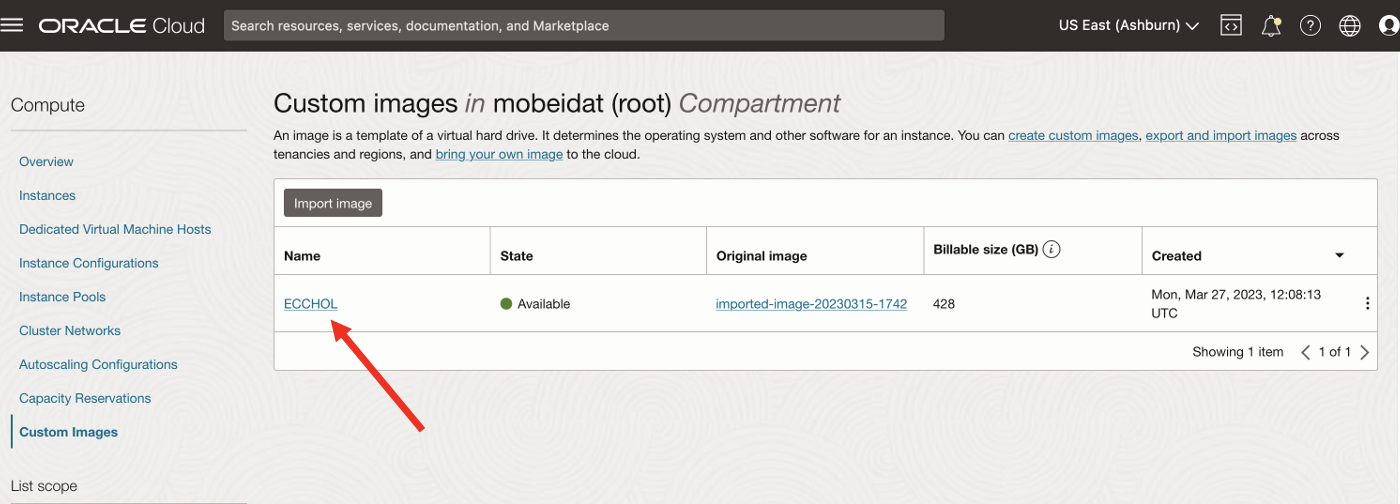 ORACLE Cloud
Search resources, services, documentation, and Marketplace
US East (Ashburn)
Compute
Overview
Instances
Dedicated Virtual Machine Hosts
Instance Configurations
Instance Pools
Cluster Networks
Autoscaling Configurations
Capacity Reservations
Custom Images
List scope
Custom images in mobeidat (root) Compartment
An image is a template of a virtual hard drive. It determines the operating system and other software for an instance. You can create custom images, export and import images across
tenancies and regions, and bring your own image to the cloud.
Import image
Name State Original image Billable size (GB) i Created
ECCHOL Available imported-image-20230315-1742 428 Mon, Mar 27, 2023, 12:08:13
UTC
Showing 1 item 1 of 1